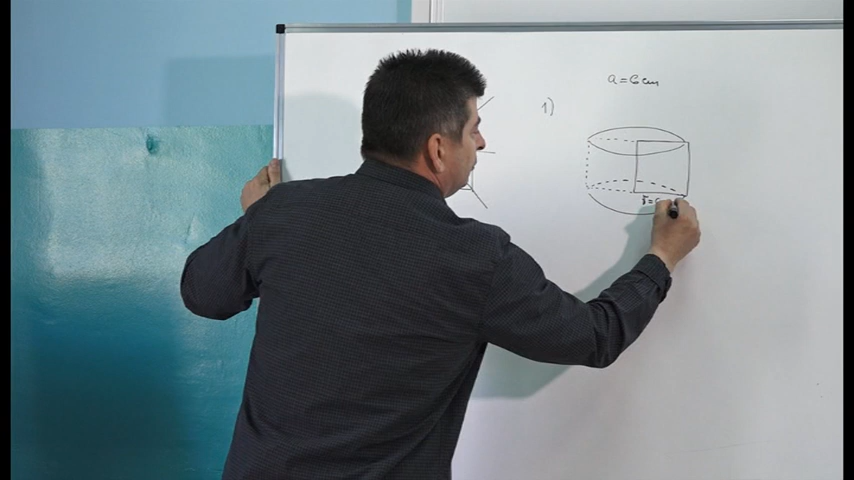 a = 6 cm
1)
r =